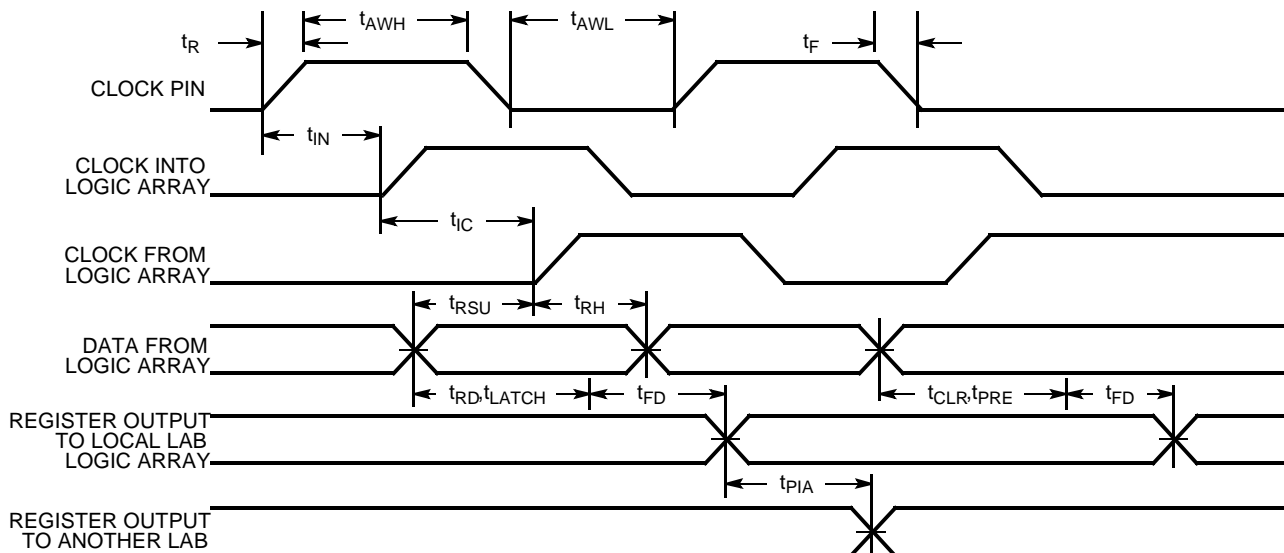 tAWH
tAWL
tR
tF
CLOCK PIN
tIN
CLOCK INTO
LOGIC ARRAY
tIC
CLOCK FROM
LOGIC ARRAY
tRSU
tRH
DATA FROM
LOGIC ARRAY
tRD,tLATCH
tFD
tCLR,tPRE
tFD
REGISTER OUTPUT
TO LOCAL LAB
LOGIC ARRAY
tPIA
REGISTER OUTPUT
TO ANOTHER LAB